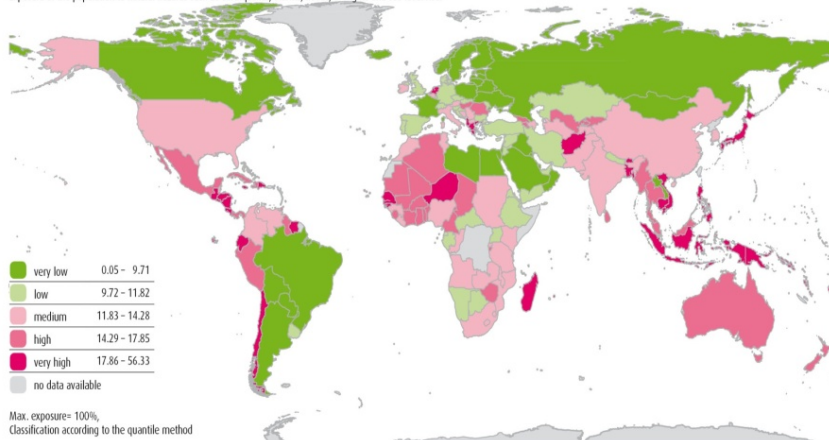 very low 0.05 – 9.71
low 9.72 – 11.82
medium 11.83 – 14.28
high 14.29 – 17.85
very high 17.86 – 56.33
no data available
Max. exposure= 100%,
Classification according to the quantile method